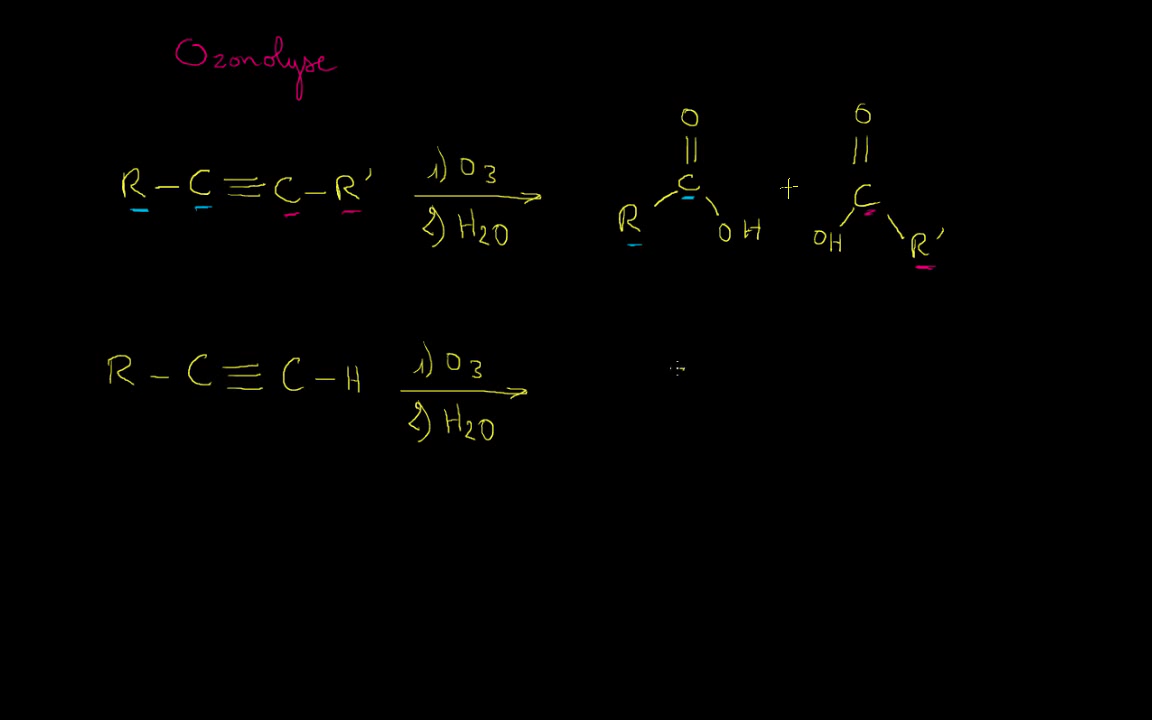 Ozonolyse
R - C ≡ C - R' 1) O3 2) H2O R C O OH + O C OH R'
R - C ≡ C - H 1) O3 2) H2O